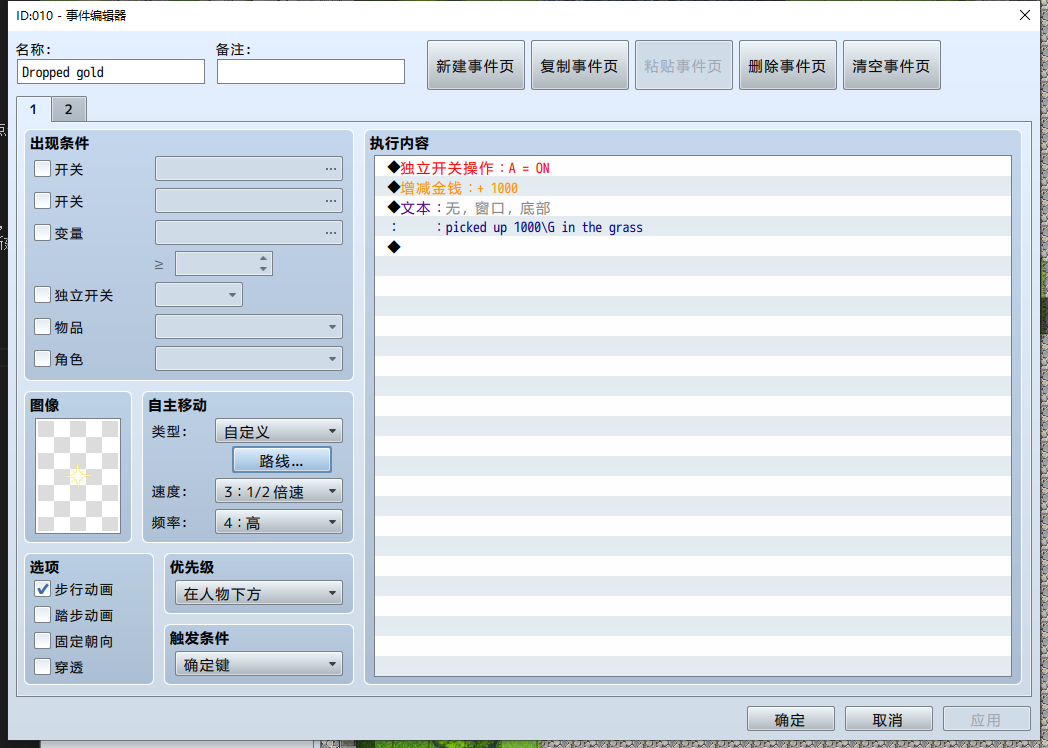 ID:010 - 事件编辑器
名称:
备注:
Dropped gold
新建事件页
复制事件页
粘贴事件页
删除事件页
清空事件页
1
2
出现条件
开关
...
开关
...
变量
...
≥
独立开关
物品
角色
图像
自主移动
类型:
自定义
路线...
速度:
3:1/2倍速
频率:
4:高
选项
步行动画
踏步动画
固定朝向
穿透
优先级
在人物下方
触发条件
确定键
执行内容
◆独立开关操作:A = ON
◆增减金钱:+ 1000
◆文本:无, 窗口, 底部
: :picked up 1000\G in the grass
◆
确定
取消
应用